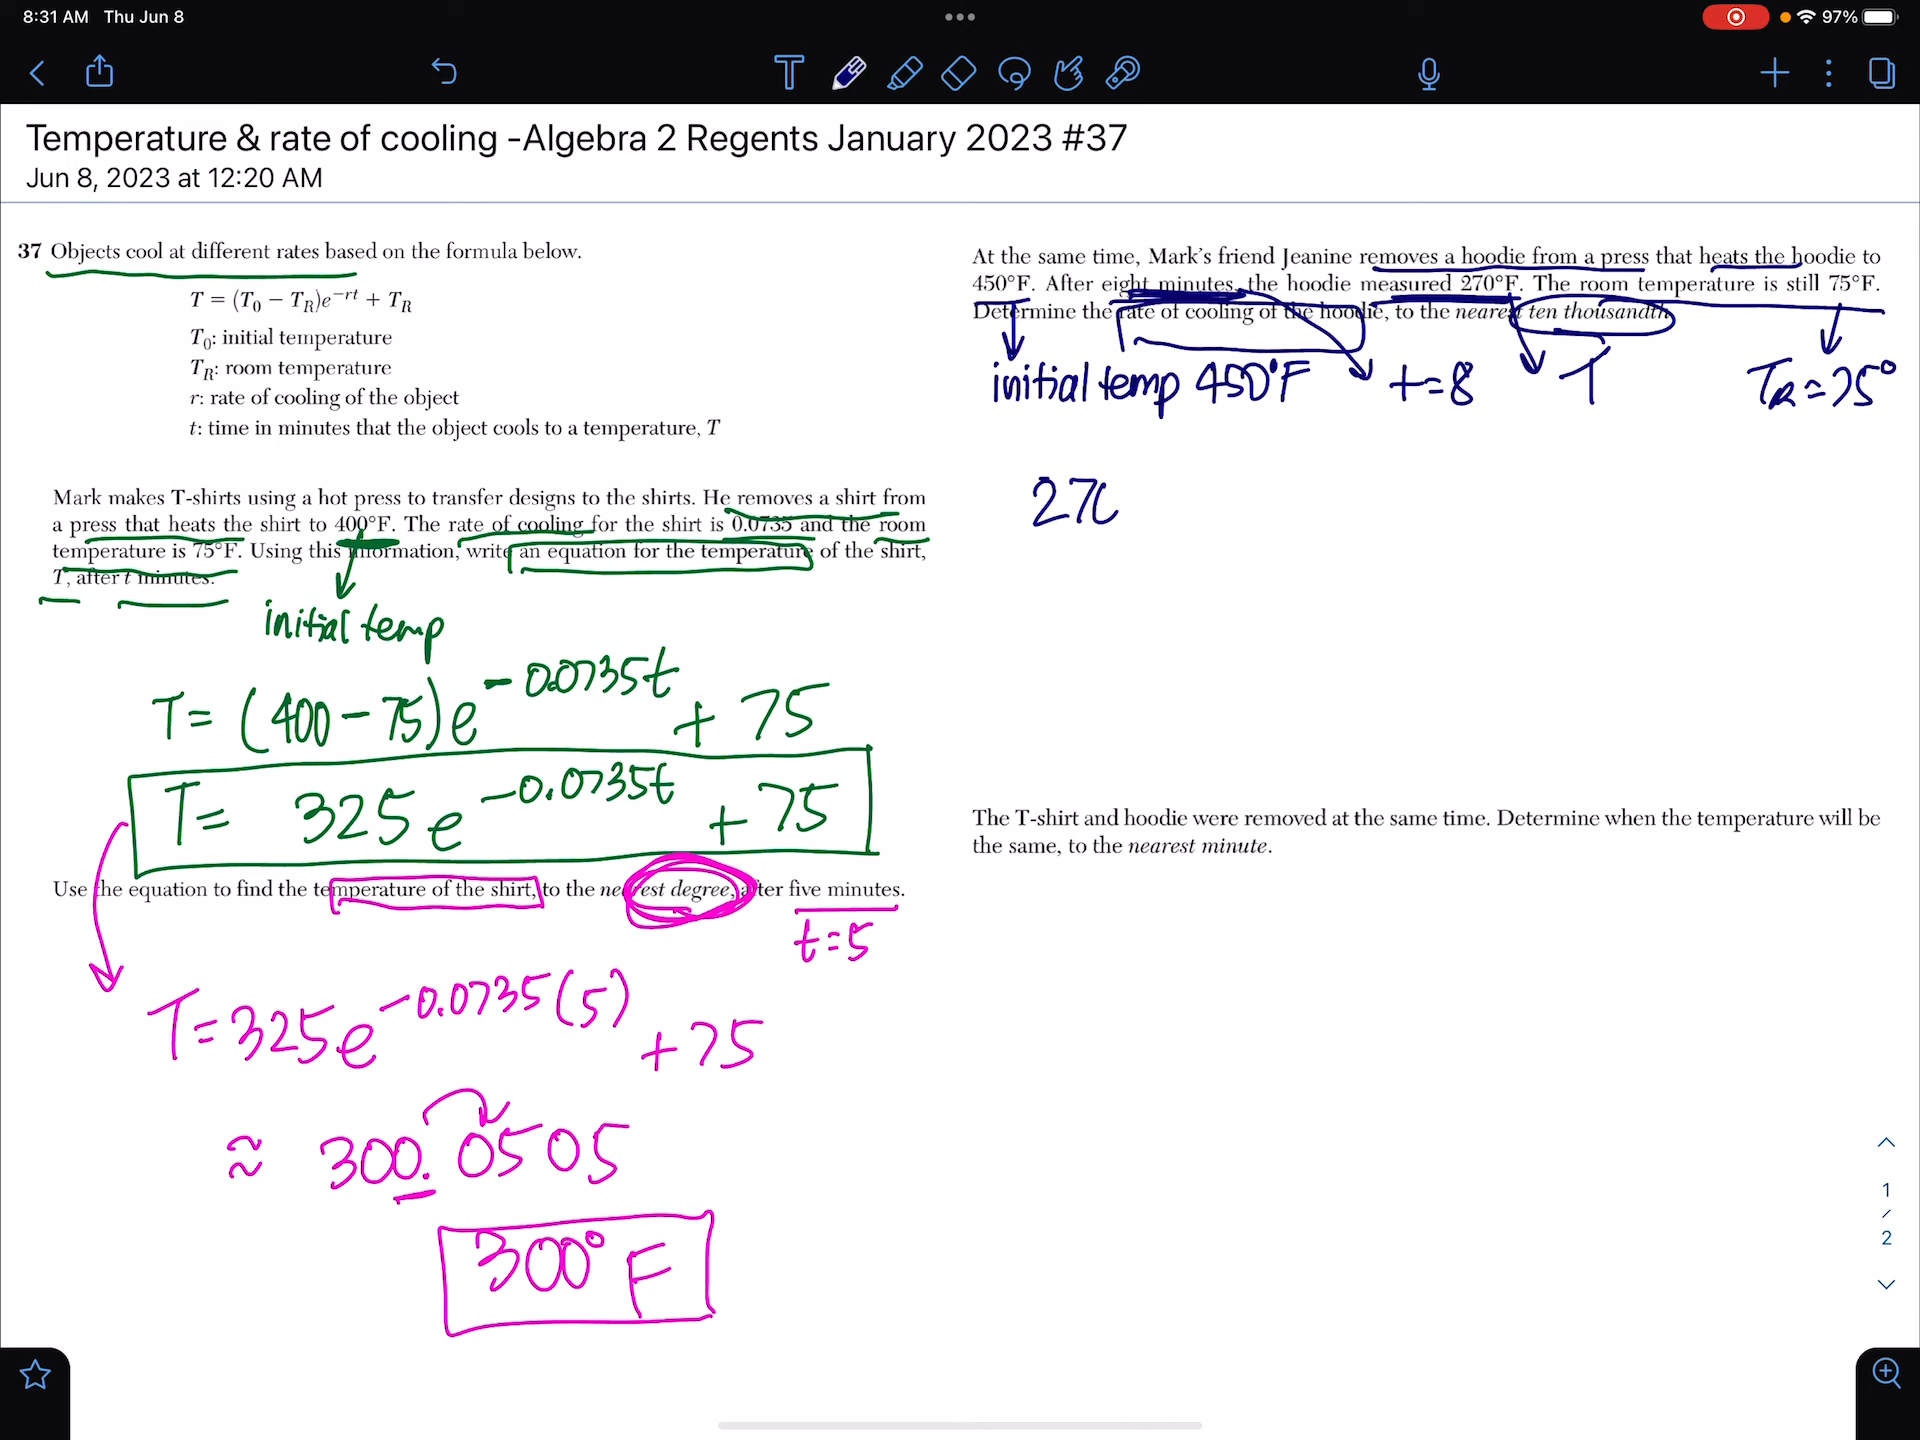 8:31 AM Thu Jun 8
97%
Temperature & rate of cooling -Algebra 2 Regents January 2023 #37
Jun 8, 2023 at 12:20 AM
37 Objects cool at different rates based on the formula below.
T = (T₀ − T_R)e^−rt + T_R
T₀: initial temperature
T_R: room temperature
r: rate of cooling of the object
t: time in minutes that the object cools to a temperature, T
Mark makes T-shirts using a hot press to transfer designs to the shirts. He removes a shirt from
a press that heats the shirt to 400°F. The rate of cooling for the shirt is 0.0735 and the room
temperature is 75°F. Using this information, write an equation for the temperature of the shirt,
T, after t minutes.
initial temp
T= (400-75)e^-0.0735t + 75
T= 325e^-0.0735t +75
Use the equation to find the temperature of the shirt, to the nearest degree, after five minutes.
t=5
T=325e^-0.0735(5) +75
≈ 300.0505
300°F
At the same time, Mark's friend Jeanine removes a hoodie from a press that heats the hoodie to
450°F. After eight minutes, the hoodie measured 270°F. The room temperature is still 75°F.
Determine the rate of cooling of the hoodie, to the nearest ten thousandth.
initial temp 450°F t=8 T T_R=75°
270
The T-shirt and hoodie were removed at the same time. Determine when the temperature will be
the same, to the nearest minute.
1
/
2